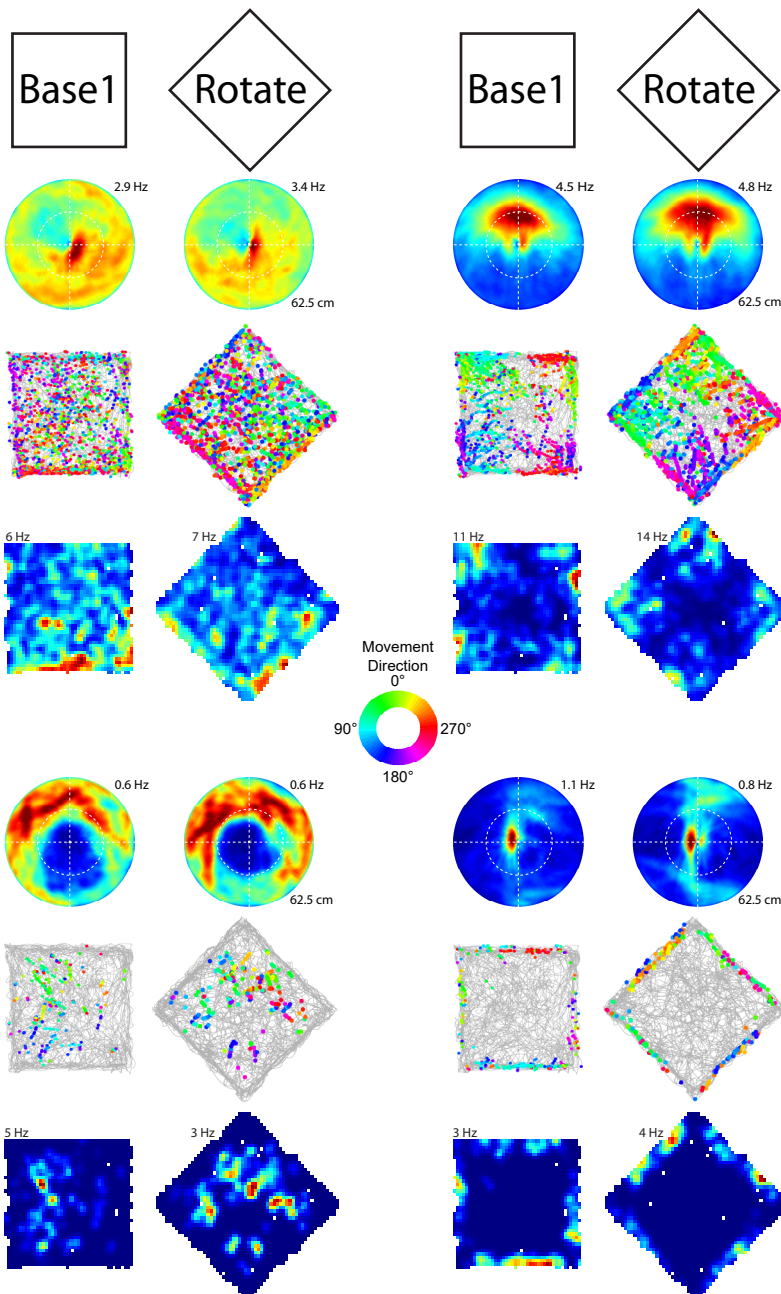 Base1 Rotate Base1 Rotate
2.9 Hz 3.4 Hz 4.5 Hz 4.8 Hz
62.5 cm 62.5 cm
6 Hz 7 Hz 11 Hz 14 Hz
Movement
Direction
0°
90° 270°
180°
0.6 Hz 0.6 Hz 1.1 Hz 0.8 Hz
62.5 cm 62.5 cm
5 Hz 3 Hz 3 Hz 4 Hz